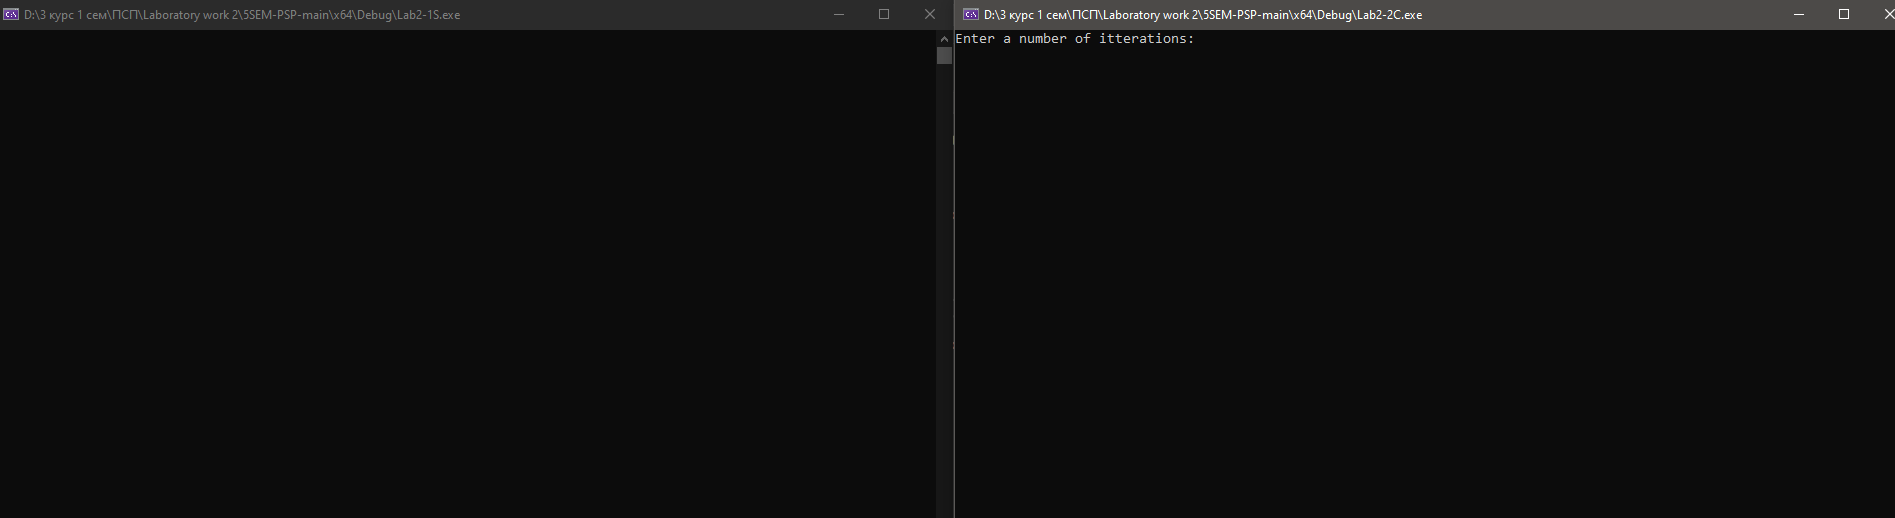 D:\3 курс 1 сем\ПСП\Laboratory work 2\5SEM-PSP-main\x64\Debug\Lab2-1S.exe
D:\3 курс 1 сем\ПСП\Laboratory work 2\5SEM-PSP-main\x64\Debug\Lab2-2C.exe
Enter a number of itterations: